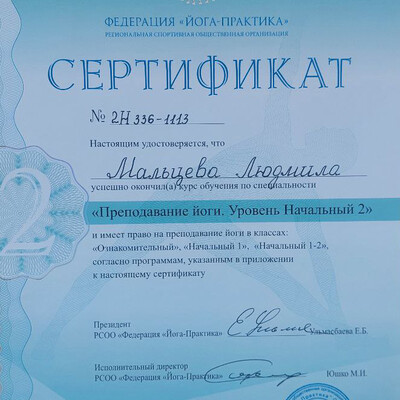 ФЕДЕРАЦИЯ «ЙОГА-ПРАКТИКА»
РЕГИОНАЛЬНАЯ СПОРТИВНАЯ ОБЩЕСТВЕННАЯ ОРГАНИЗАЦИЯ
СЕРТИФИКАТ
№ 2Н 336-1113
Настоящим удостоверяется, что
Мальцева Людмила
успешно окончил(а) курс обучения по специальности
2
«Преподавание йоги. Уровень Начальный 2»
и имеет право на преподавание йоги в классах:
«Ознакомительный», «Начальный 1», «Начальный 1-2»,
согласно программам, указанным в приложении
к настоящему сертификату
Президент
РСОО «Федерация «Йога-Практика» Ульмасбаева Е.Б.
Исполнительный директор
РСОО «Федерация «Йога-Практика» Юшко М.И.